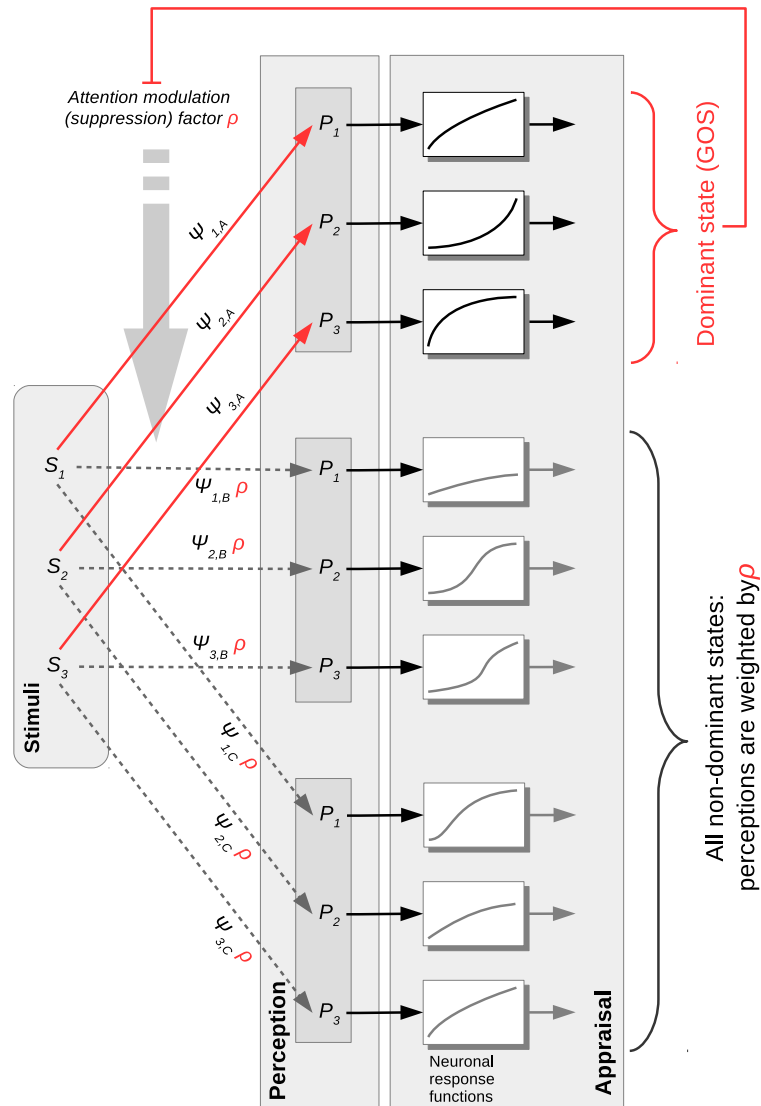 Attention modulation
(suppression) factor ρ
Ψ1,A
Ψ2,A
Ψ3,A
P1
P2
P3
Dominant state (GOS)
Stimuli
S1
S2
S3
Ψ1,B ρ
Ψ2,B ρ
Ψ3,B ρ
P1
P2
P3
Ψ1,C ρ
Ψ2,C ρ
Ψ3,C ρ
P1
P2
P3
All non-dominant states:
perceptions are weighted by ρ
Perception
Neuronal
response
functions
Appraisal